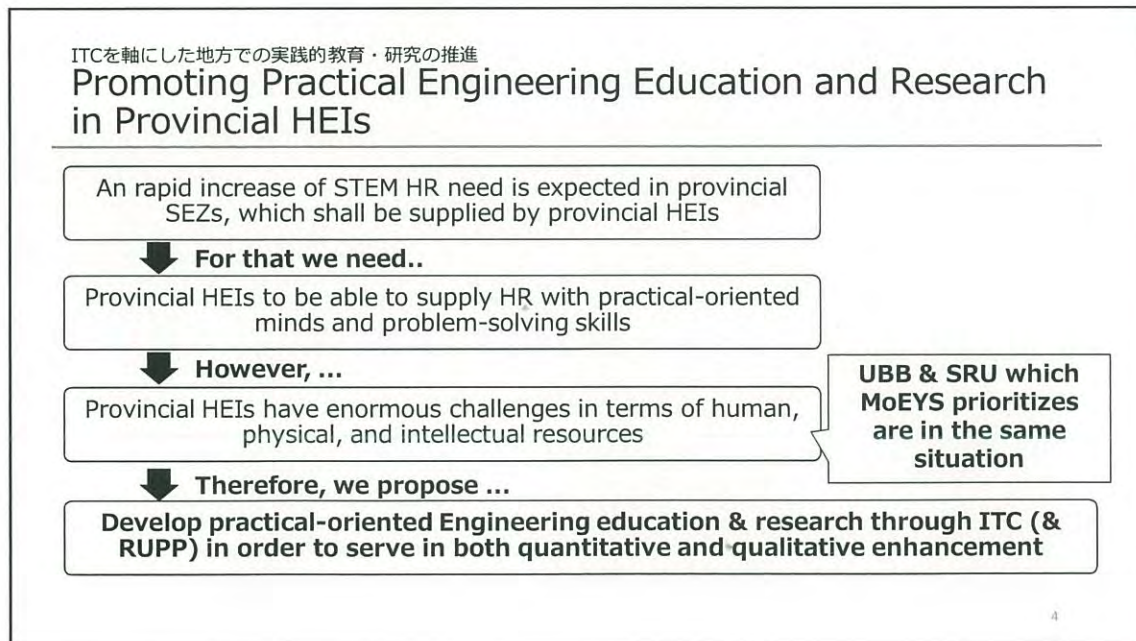 ITCを軸にした地方での実践的教育・研究の推進
Promoting Practical Engineering Education and Research
in Provincial HEIs
An rapid increase of STEM HR need is expected in provincial
SEZs, which shall be supplied by provincial HEIs
For that we need..
Provincial HEIs to be able to supply HR with practical-oriented
minds and problem-solving skills
However, ...
Provincial HEIs have enormous challenges in terms of human,
physical, and intellectual resources
UBB & SRU which
MoEYS prioritizes
are in the same
situation
Therefore, we propose ...
Develop practical-oriented Engineering education & research through ITC (&
RUPP) in order to serve in both quantitative and qualitative enhancement
4